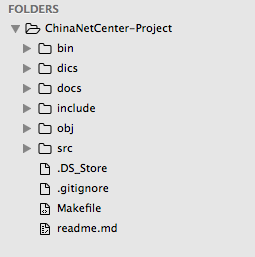 FOLDERS
ChinaNetCenter-Project
bin
dics
docs
include
obj
src
.DS_Store
.gitignore
Makefile
readme.md